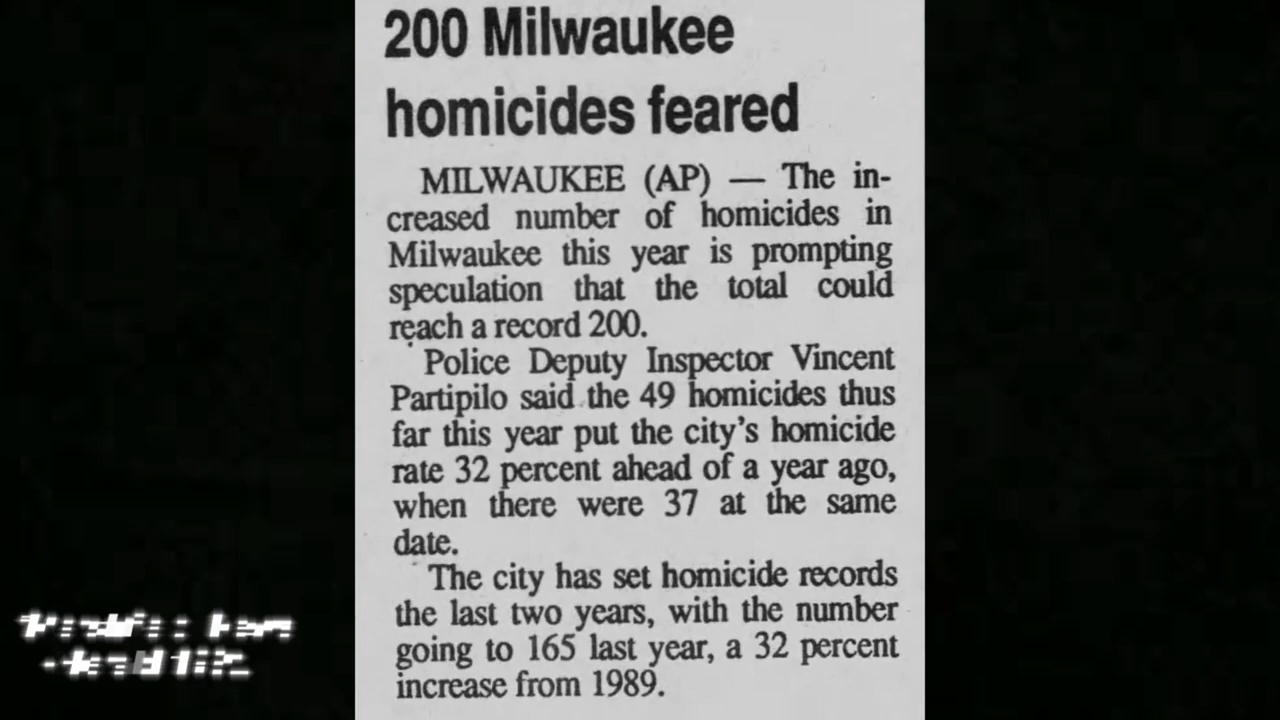 200 Milwaukee
homicides feared
MILWAUKEE (AP) — The in-
creased number of homicides in
Milwaukee this year is prompting
speculation that the total could
reach a record 200.
Police Deputy Inspector Vincent
Partipilo said the 49 homicides thus
far this year put the city's homicide
rate 32 percent ahead of a year ago,
when there were 37 at the same
date.
The city has set homicide records
the last two years, with the number
going to 165 last year, a 32 percent
increase from 1989.